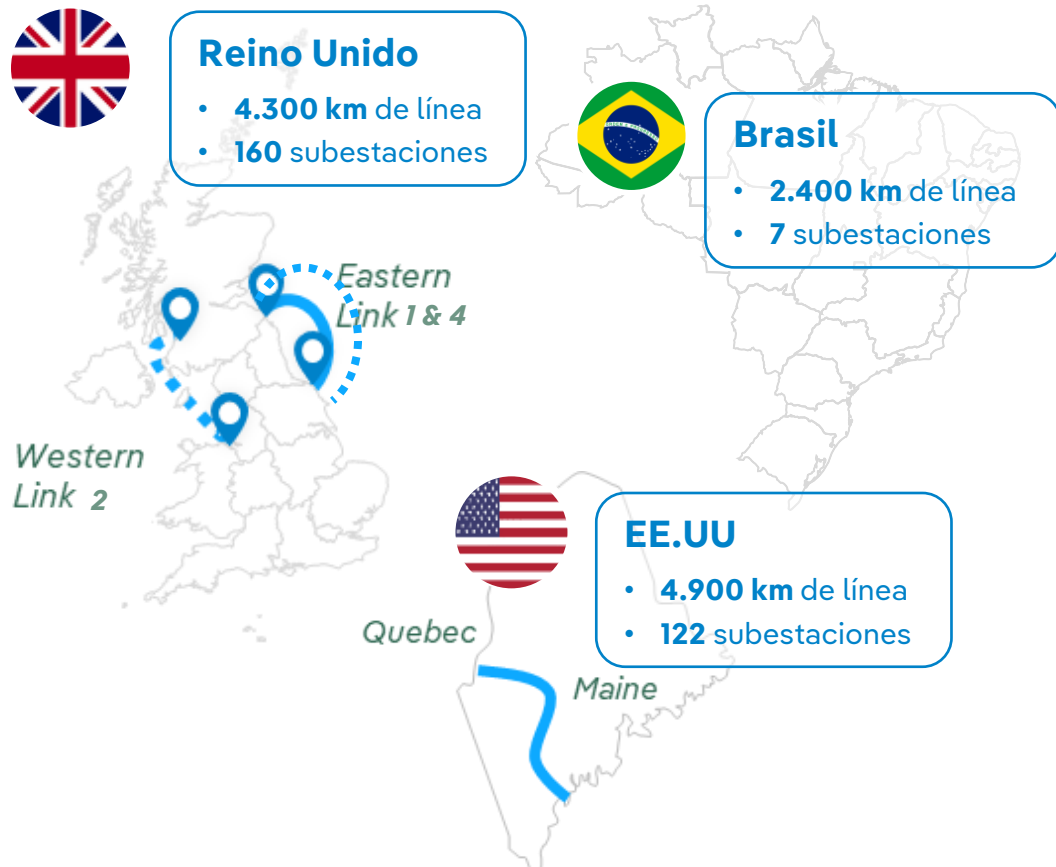 Reino Unido
• 4.300 km de línea
• 160 subestaciones
Brasil
• 2.400 km de línea
• 7 subestaciones
Eastern
Link 1 & 4
Western
Link 2
EE.UU
• 4.900 km de línea
• 122 subestaciones
Quebec
Maine